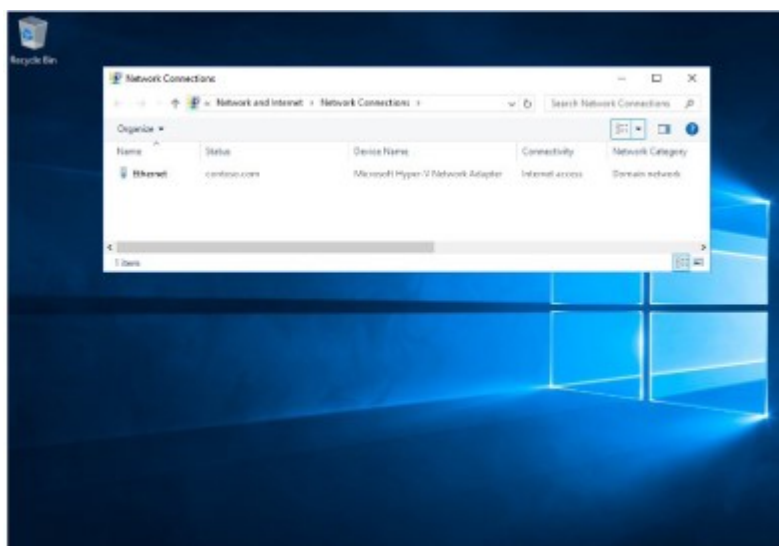 Recycle Bin
Network Connections
« Network and Internet › Network Connections ›
Search Network Connections
Organize
Name Status Device Name Connectivity Network Category
Ethernet contoso.com Microsoft Hyper-V Network Adapter Internet access Domain network
1 item